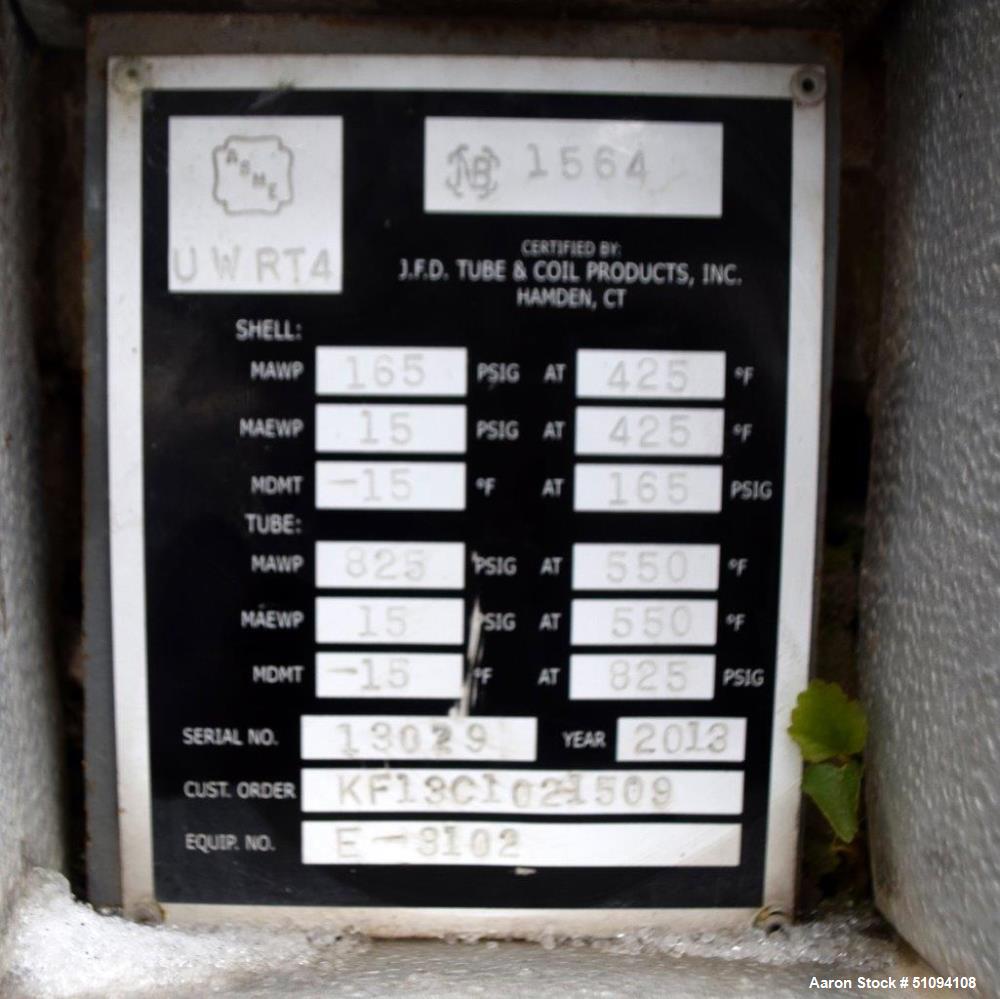 ASME
NB 1564
U W RT4
CERTIFIED BY:
J.F.D. TUBE & COIL PRODUCTS, INC.
HAMDEN, CT
SHELL:
MAWP 165 PSIG AT 425 °F
MAEWP 15 PSIG AT 425 °F
MDMT -15 °F AT 165 PSIG
TUBE:
MAWP 825 PSIG AT 550 °F
MAEWP 15 PSIG AT 550 °F
MDMT -15 °F AT 825 PSIG
SERIAL NO. 13029 YEAR 2013
CUST. ORDER KF13C1021509
EQUIP. NO. E-3102
Aaron Stock # 51094108